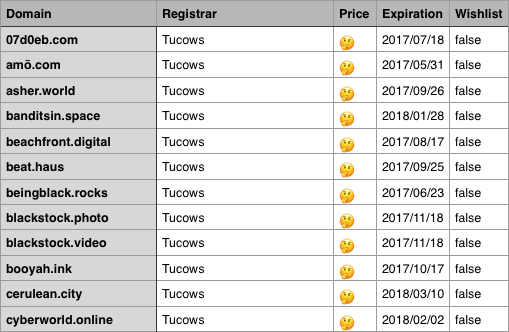 Domain Registrar Price Expiration Wishlist
07d0eb.com Tucows 🤔 2017/07/18 false
amō.com Tucows 🤔 2017/05/31 false
asher.world Tucows 🤔 2017/09/26 false
banditsin.space Tucows 🤔 2018/01/28 false
beachfront.digital Tucows 🤔 2017/08/17 false
beat.haus Tucows 🤔 2017/09/25 false
beingblack.rocks Tucows 🤔 2017/06/23 false
blackstock.photo Tucows 🤔 2017/11/18 false
blackstock.video Tucows 🤔 2017/11/18 false
booyah.ink Tucows 🤔 2017/10/17 false
cerulean.city Tucows 🤔 2018/03/10 false
cyberworld.online Tucows 🤔 2018/02/02 false